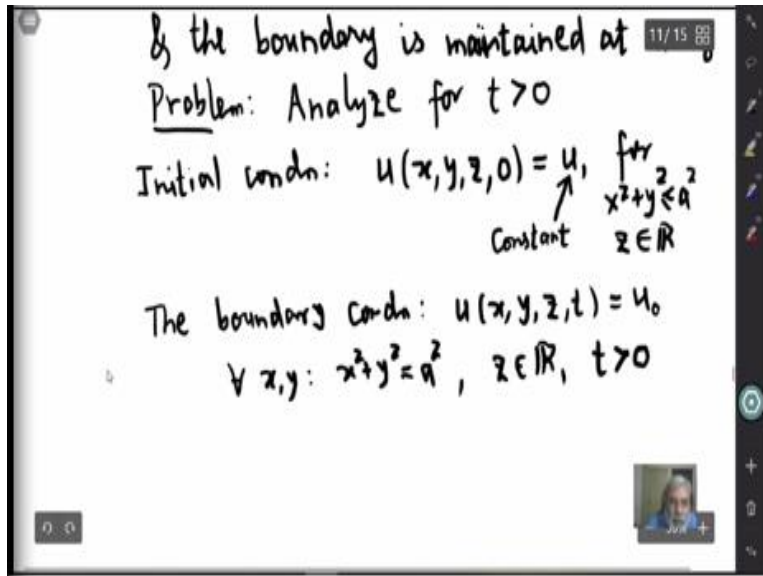 & the boundary is maintained at
11/15
Problem: Analyze for t>0
Initial condn: u(x,y,z,0) = u₁ for
x²+y²≤a²
Constant z∈ℝ
The boundary condn: u(x,y,z,t) = u₀
∀ x,y: x²+y²=a², z∈ℝ, t>0